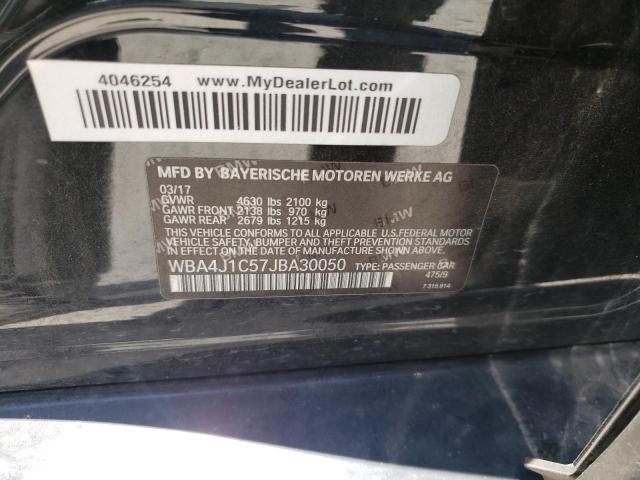 4046254 www.MyDealerLot.com
MFD BY BAYERISCHE MOTOREN WERKE AG
03/17
GVWR 4630 lbs 2100 kg
GAWR FRONT 2138 lbs 970 kg
GAWR REAR 2679 lbs 1215 kg
THIS VEHICLE CONFORMS TO ALL APPLICABLE U.S.FEDERAL MOTOR
VEHICLE SAFETY, BUMPER, AND THEFT PREVENTION STANDARDS
IN EFFECT ON THE DATE OF MANUFACTURE SHOWN ABOVE.
WBA4J1C57JBA30050 TYPE: PASSENGER CAR
475/9
7 315 914